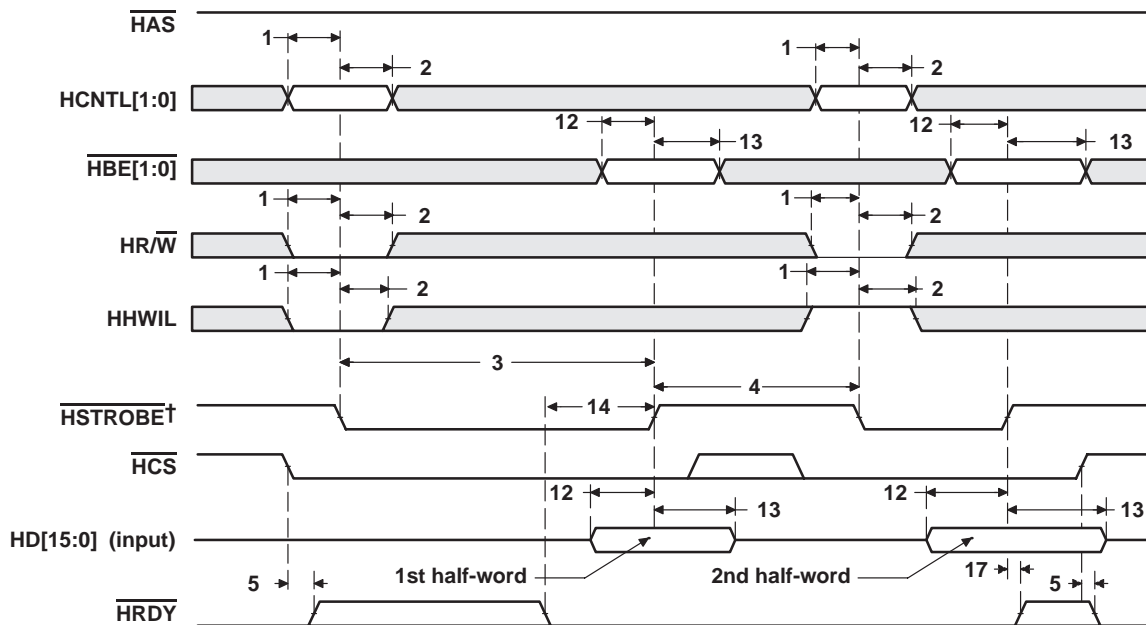 HAS
1
1
2
2
HCNTL[1:0]
12
13
12
13
HBE[1:0]
1
2
1
2
HR/W
1
2
1
2
HHWIL
3
4
14
HSTROBE†
HCS
12
13
12
13
HD[15:0] (input)
1st half-word
2nd half-word
5
17
5
HRDY